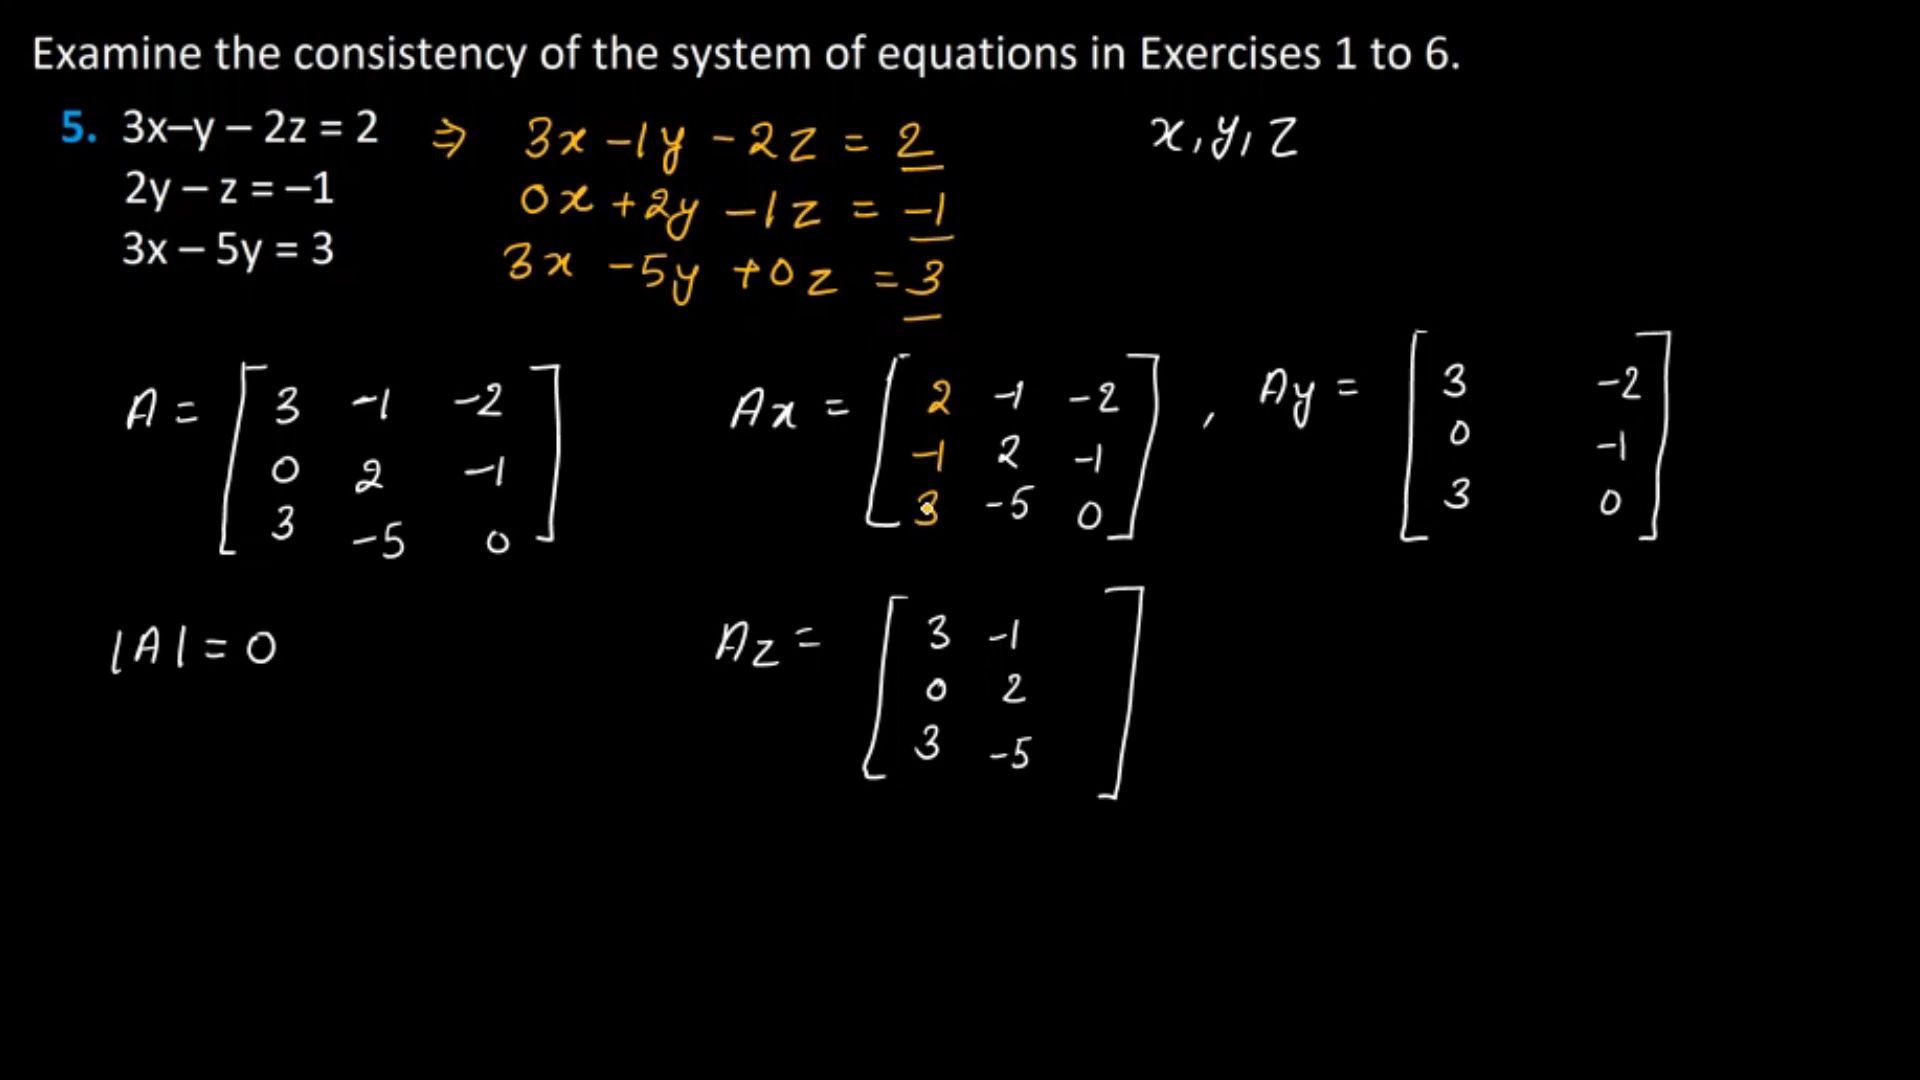 Examine the consistency of the system of equations in Exercises 1 to 6.
5. 3x–y – 2z = 2 ⇒ 3x -1y -2z = 2 x, y, z
2y – z = –1 0x +2y -1z = -1
3x – 5y = 3 3x -5y +0z = 3
A = [ 3 -1 -2 ] Ax = [ 2 -1 -2 ] , Ay = [ 3 -2 ]
0 2 -1 -1 2 -1 0 -1
3 -5 0 3 -5 0 3 0
|A| = 0 Az = [ 3 -1 ]
0 2
3 -5